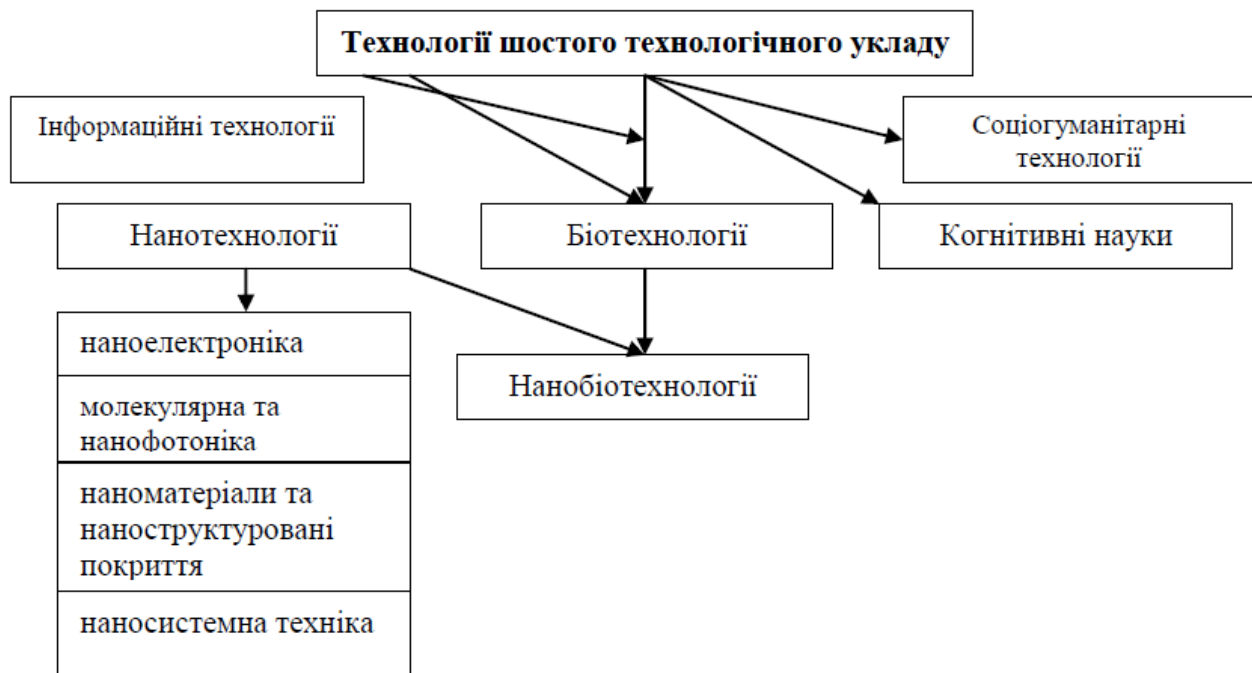 Технології шостого технологічного укладу
Інформаційні технології
Соціогуманітарні
технології
Нанотехнології
Біотехнології
Когнітивні науки
наноелектроніка
молекулярна та
нанофотоніка
наноматеріали та
наноструктуровані
покриття
наносистемна техніка
Нанобіотехнології